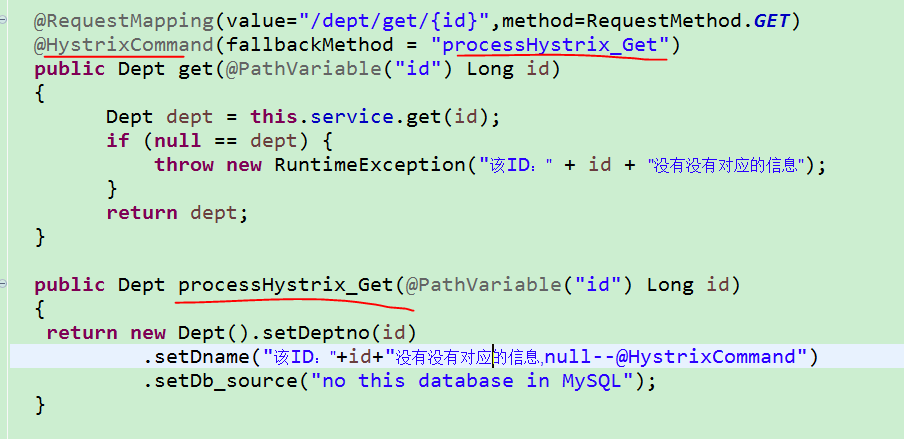 @RequestMapping(value="/dept/get/{id}",method=RequestMethod.GET)
@HystrixCommand(fallbackMethod = "processHystrix_Get")
public Dept get(@PathVariable("id") Long id)
{
Dept dept = this.service.get(id);
if (null == dept) {
throw new RuntimeException("该ID：" + id + "没有没有对应的信息");
}
return dept;
}
public Dept processHystrix_Get(@PathVariable("id") Long id)
{
return new Dept().setDeptno(id)
.setDname("该ID："+id+"没有没有对应的信息,null--@HystrixCommand")
.setDb_source("no this database in MySQL");
}